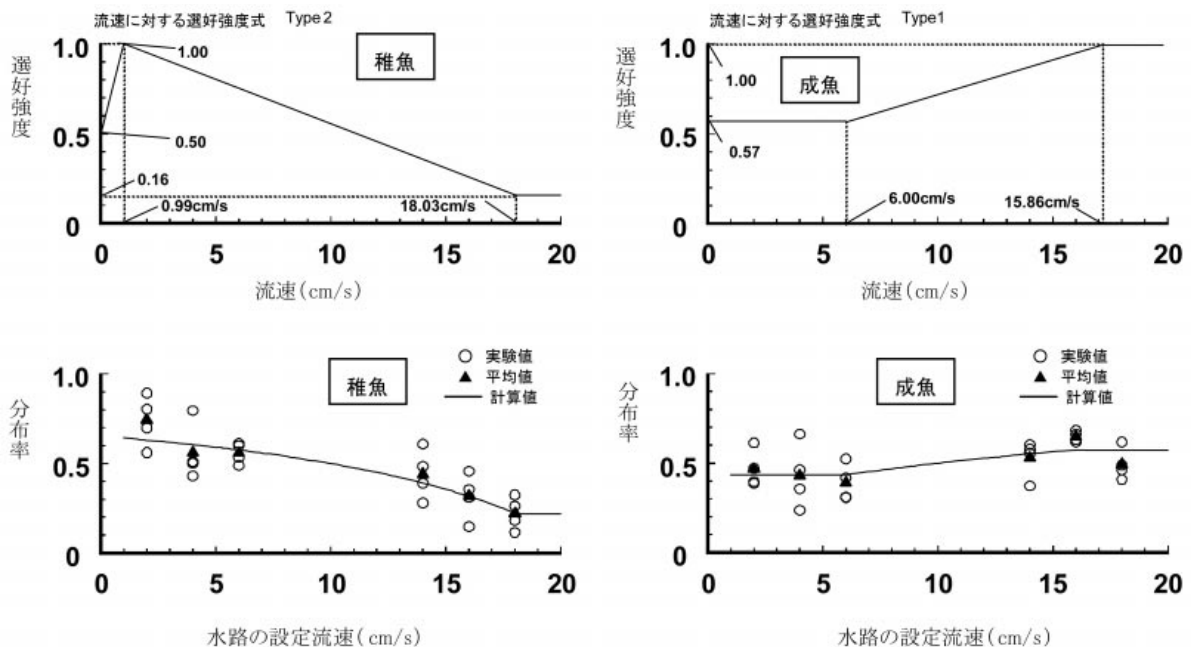 流速に対する選好強度式 Type2
選好強度
1.0
0.5
0
1.00
稚魚
0.50
0.16
0.99cm/s
18.03cm/s
0 5 10 15 20
流速(cm/s)
流速に対する選好強度式 Type1
選好強度
1.0
0.5
0
1.00
成魚
0.57
6.00cm/s
15.86cm/s
0 5 10 15 20
流速(cm/s)
分布率
1.0
0.5
0
稚魚
実験値
平均値
計算値
0 5 10 15 20
水路の設定流速(cm/s)
分布率
1.0
0.5
0
成魚
実験値
平均値
計算値
0 5 10 15 20
水路の設定流速(cm/s)